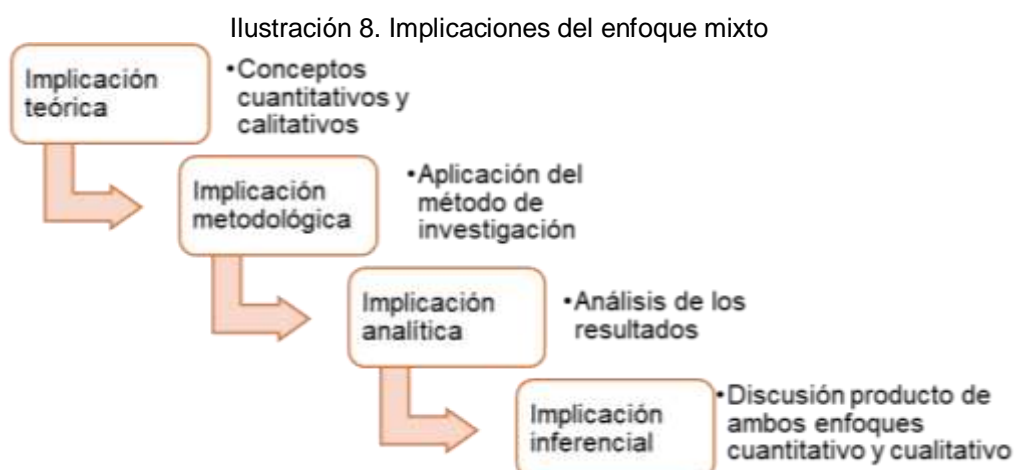 Ilustración 8. Implicaciones del enfoque mixto
Implicación
teórica
•Conceptos
cuantitativos y
calitativos
Implicación
metodológica
•Aplicación del
método de
investigación
Implicación
analítica
•Análisis de los
resultados
Implicación
inferencial
•Discusión producto de
ambos enfoques
cuantitativo y cualitativo